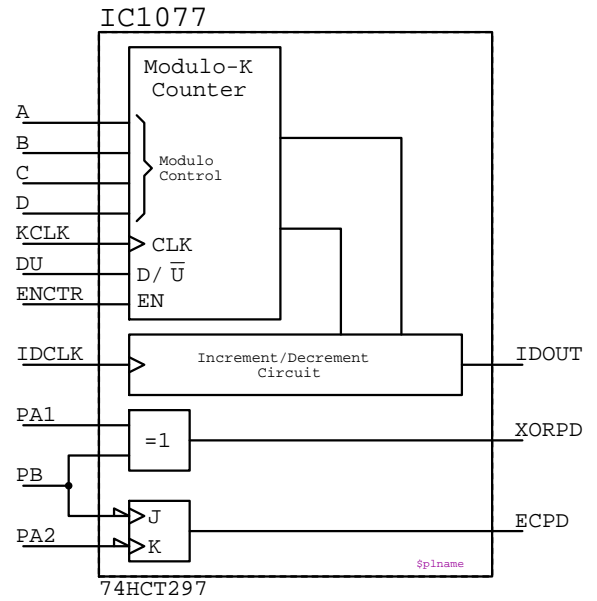 IC1077
Modulo-K
Counter
A
B
C
D
Modulo
Control
KCLK
CLK
DU
D/ U̅
ENCTR
EN
IDCLK
Increment/Decrement
Circuit
IDOUT
PA1
=1
XORPD
PB
J
ECPD
PA2
K
$plname
74HCT297